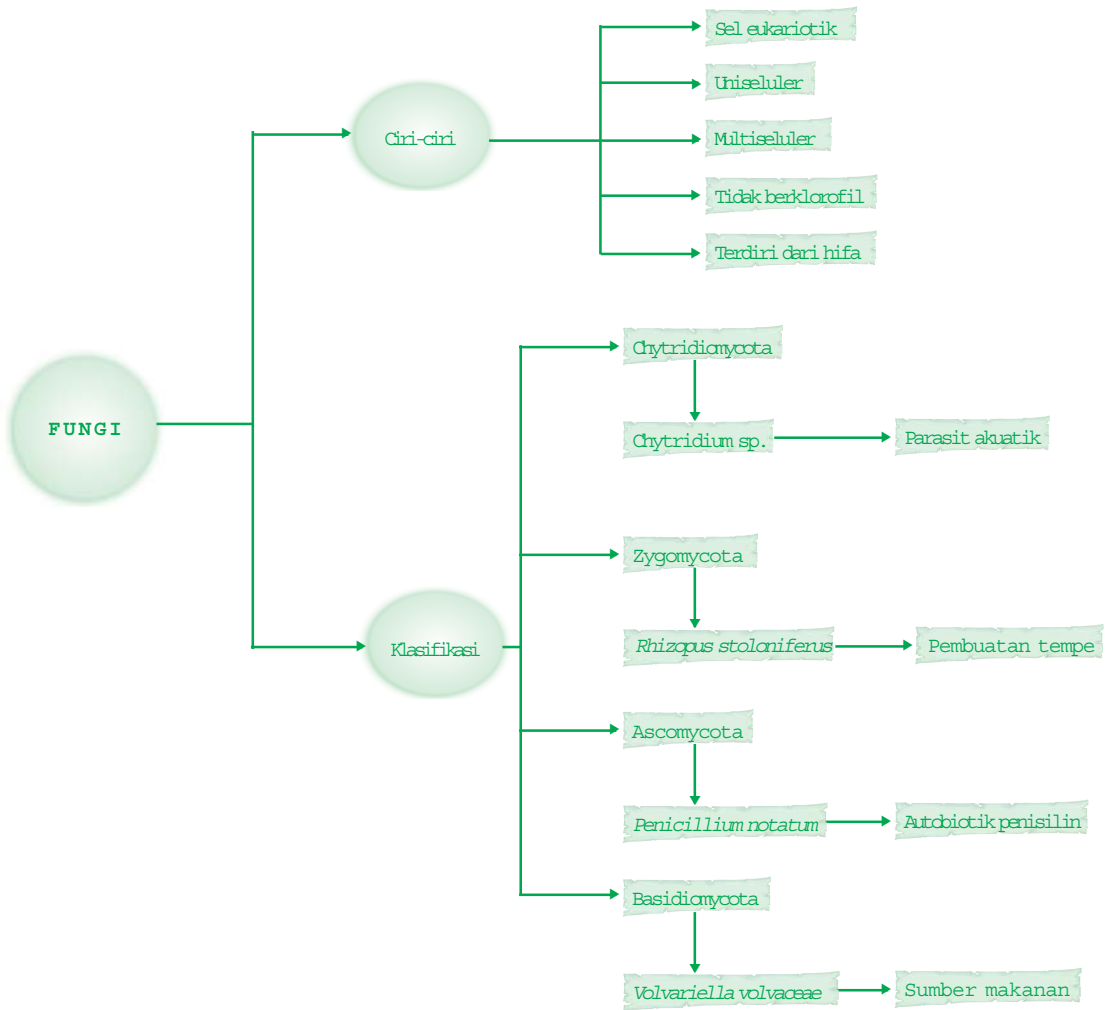 Sel eukariotik
Uniseluler
Ciri-ciri
Multiseluler
Tidak berklorofil
Terdiri dari hifa
FUNGI
Chytridiomycota
Chytridium sp.
Parasit akuatik
Zygomycota
Klasifikasi
Rhizopus stoloniferus
Pembuatan tempe
Ascomycota
Penicillium notatum
Autobiotik penisilin
Basidiomycota
Volvariella volvaceae
Sumber makanan